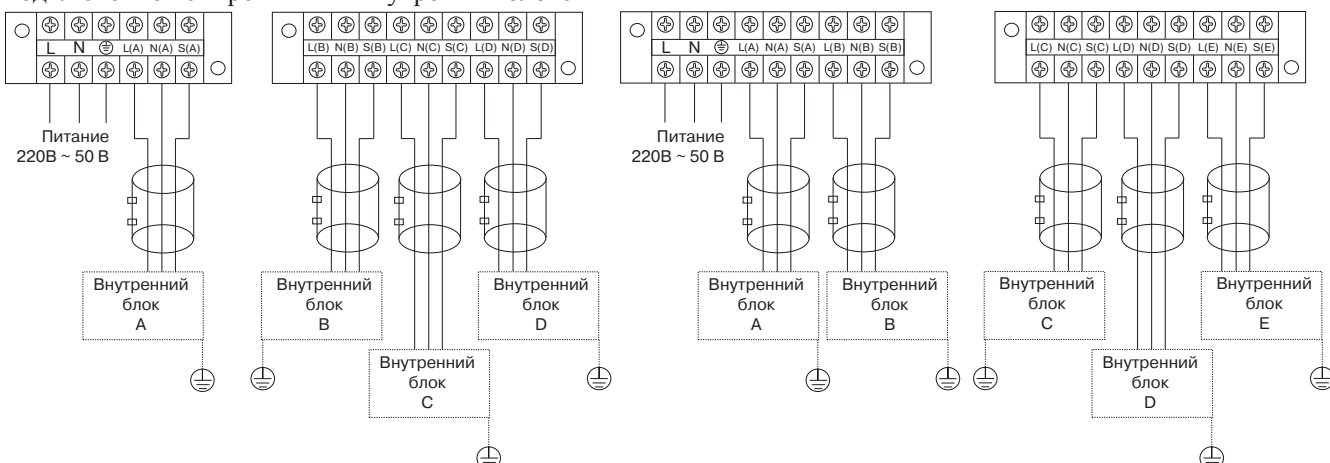 L N L(A) N(A) S(A)
L(B) N(B) S(B) L(C) N(C) S(C) L(D) N(D) S(D)
L N L(A) N(A) S(A) L(B) N(B) S(B)
L(C) N(C) S(C) L(D) N(D) S(D) L(E) N(E) S(E)
Питание
220В ~ 50 В
Питание
220В ~ 50 В
Внутренний
блок
A
Внутренний
блок
B
Внутренний
блок
C
Внутренний
блок
D
Внутренний
блок
A
Внутренний
блок
B
Внутренний
блок
C
Внутренний
блок
D
Внутренний
блок
E